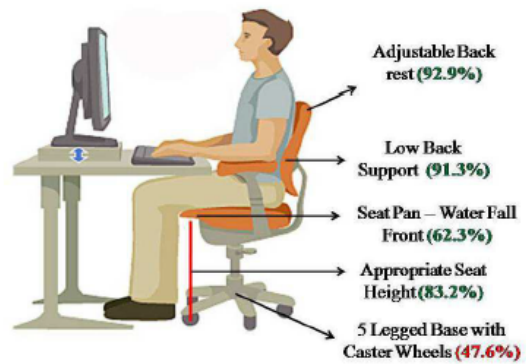 Adjustable Back
rest (92.9%)
Low Back
Support (91.3%)
Seat Pan – Water Fall
Front (62.3%)
Appropriate Seat
Height (83.2%)
5 Legged Base with
Caster Wheels (47.6%)